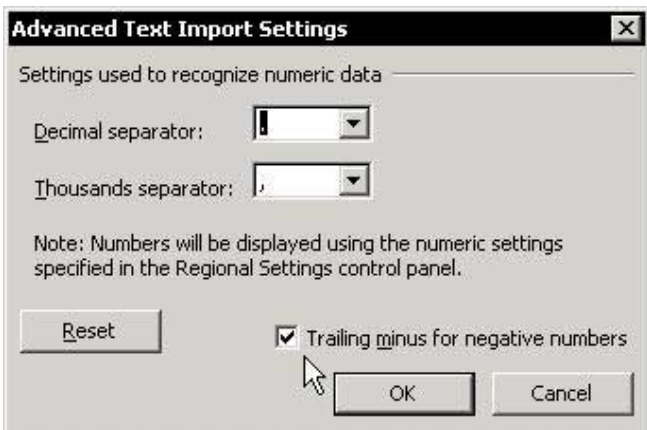 Advanced Text Import Settings
Settings used to recognize numeric data
Decimal separator: .
Thousands separator: ,
Note: Numbers will be displayed using the numeric settings
specified in the Regional Settings control panel.
Reset
Trailing minus for negative numbers
OK Cancel